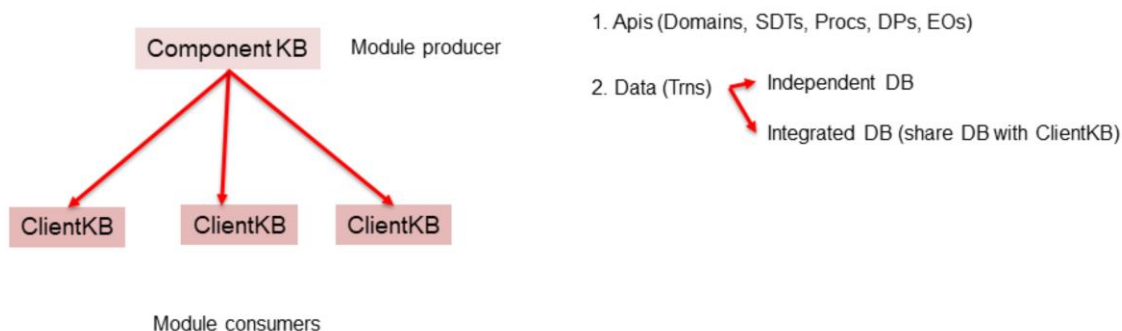 Component KB
Module producer
ClientKB
ClientKB
ClientKB
Module consumers
1. Apis (Domains, SDTs, Procs, DPs, EOs)
2. Data (Trns)
Independent DB
Integrated DB (share DB with ClientKB)